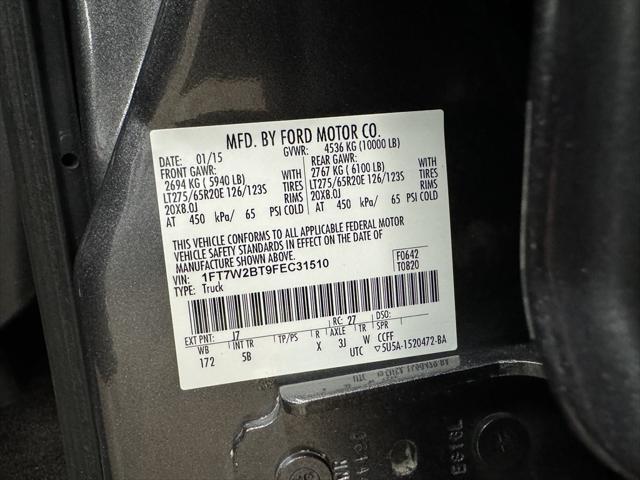 MFD. BY FORD MOTOR CO.
DATE: 01/15 GVWR: 4536 KG (10000 LB)
FRONT GAWR: REAR GAWR:
2694 KG ( 5940 LB) WITH 2767 KG ( 6100 LB) WITH
LT275/65R20E 126/123S TIRES LT275/65R20E 126/123S TIRES
20X8.0J RIMS 20X8.0J RIMS
AT 450 kPa/ 65 PSI COLD AT 450 kPa/ 65 PSI COLD
THIS VEHICLE CONFORMS TO ALL APPLICABLE FEDERAL MOTOR
VEHICLE SAFETY STANDARDS IN EFFECT ON THE DATE OF MANUFACTURE
SHOWN ABOVE.
VIN: 1FT7W2BT9FEC31510 F0642
TYPE: Truck T0820
EXT PNT: J7 RC: 27 DSO:
WB INT TR TP/PS R AXLE TR SPR
172 5B X 3J W CCFF
UTC ▽5U5A-1520472-BA